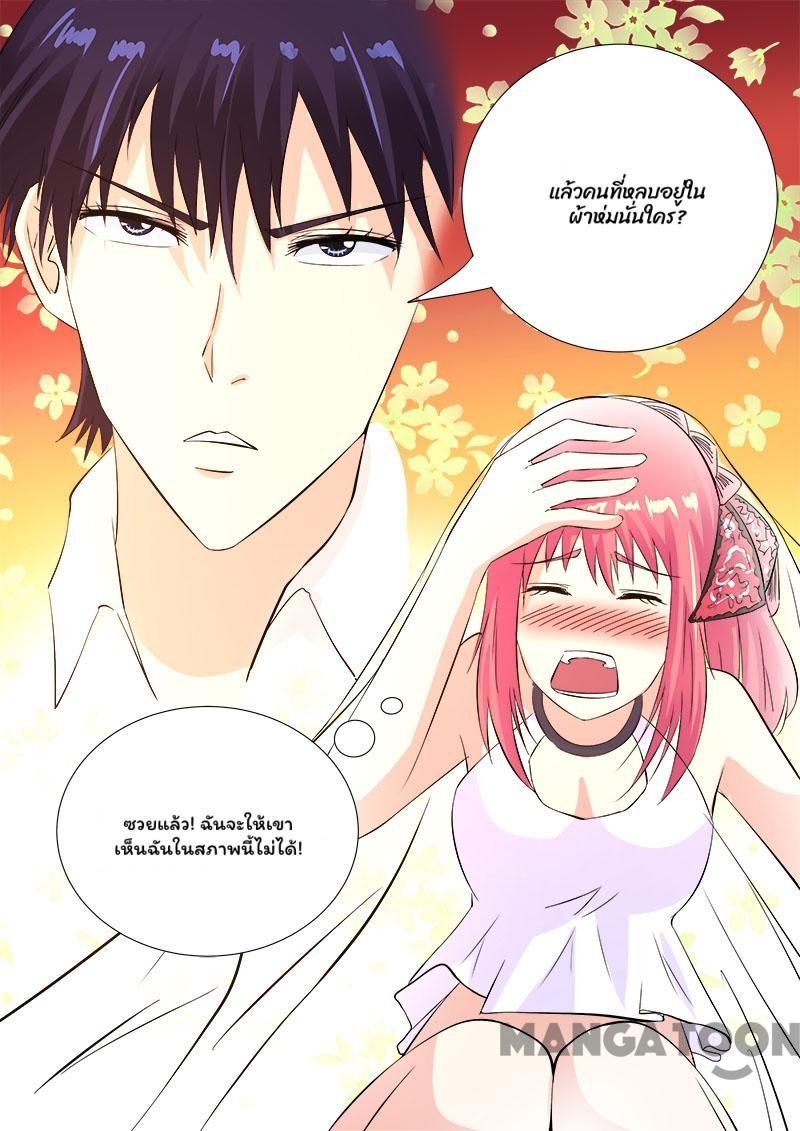 แล้วคนที่หลบอยู่ใน
ผ้าห่มนั่นใคร?
ซวยแล้ว! ฉันจะให้เขา
เห็นฉันในสภาพนี้ไม่ได้!
MANGATOON